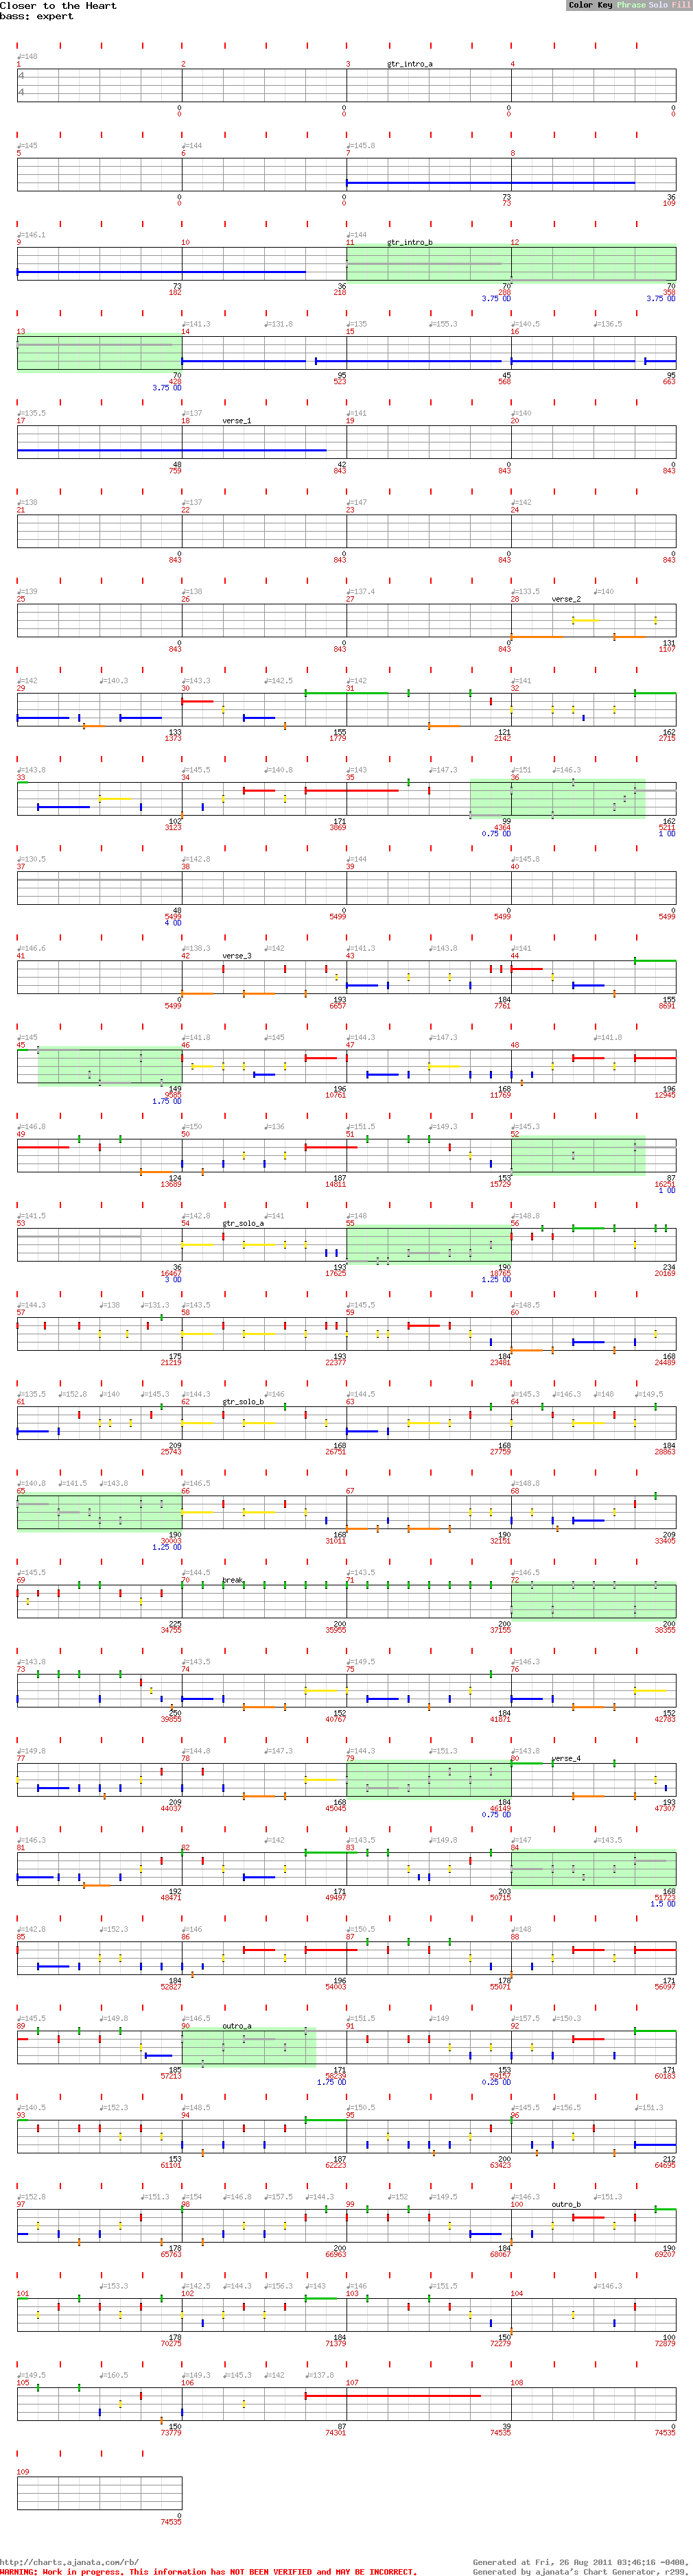 Closer to the Heart
Color Key Phrase Solo Fill
bass: expert
♩=148
1 2 3 gtr_intro_a 4
4
4
0 0 0 0
0 0 0 0
♩=145 ♩=144 ♩=145.8
5 6 7 8
0 0 73 36
0 0 73 109
♩=146.1 ♩=144
9 10 11 gtr_intro_b 12
73 36 70 70
182 218 288 358
3.75 OD 3.75 OD
♩=141.3 ♩=131.8 ♩=135 ♩=155.3 ♩=140.5 ♩=136.5
13 14 15 16
70 95 45 95
428 523 568 663
3.75 OD
♩=135.5 ♩=137 ♩=141 ♩=140
17 18 verse_1 19 20
48 42 0 0
759 843 843 843
♩=138 ♩=137 ♩=147 ♩=142
21 22 23 24
0 0 0 0
843 843 843 843
♩=139 ♩=138 ♩=137.4 ♩=133.5 ♩=140
25 26 27 28 verse_2
0 0 0 131
843 843 843 1107
♩=142 ♩=140.3 ♩=143.3 ♩=142.5 ♩=142 ♩=141
29 30 31 32
133 155 121 162
1373 1779 2142 2715
♩=143.8 ♩=145.5 ♩=140.8 ♩=143 ♩=147.3 ♩=151 ♩=146.3
33 34 35 36
102 171 99 162
3123 3869 4364 5211
0.75 OD 1 OD
♩=130.5 ♩=142.8 ♩=144 ♩=145.8
37 38 39 40
48 0 0 0
5499 5499 5499 5499
4 OD
♩=146.6 ♩=138.3 ♩=142 ♩=141.3 ♩=143.8 ♩=141
41 42 verse_3 43 44
0 193 184 155
5499 6657 7761 8691
♩=145 ♩=141.8 ♩=145 ♩=144.3 ♩=147.3 ♩=141.8
45 46 47 48
149 196 168 196
9585 10761 11769 12945
1.75 OD
♩=146.8 ♩=150 ♩=136 ♩=151.5 ♩=149.3 ♩=145.3
49 50 51 52
124 187 153 87
13689 14811 15729 16251
1 OD
♩=141.5 ♩=142.8 ♩=141 ♩=148 ♩=148.8
53 54 gtr_solo_a 55 56
36 193 190 234
16467 17625 18765 20169
3 OD 1.25 OD
♩=144.3 ♩=138 ♩=131.3 ♩=143.5 ♩=145.5 ♩=148.5
57 58 59 60
175 193 184 168
21219 22377 23481 24489
♩=135.5 ♩=152.8 ♩=140 ♩=145.3 ♩=144.3 ♩=146 ♩=144.5 ♩=145.3 ♩=146.3 ♩=148 ♩=149.5
61 62 gtr_solo_b 63 64
209 168 168 184
25743 26751 27759 28863
♩=140.8 ♩=141.5 ♩=143.8 ♩=146.5 ♩=148.8
65 66 67 68
190 168 190 209
30003 31011 32151 33405
1.25 OD
♩=145.5 ♩=144.5 ♩=143.5 ♩=146.5
69 70 break 71 72
225 200 200 200
34755 35955 37155 38355
♩=143.8 ♩=143.5 ♩=149.5 ♩=146.3
73 74 75 76
250 152 184 152
39855 40767 41871 42783
♩=149.8 ♩=144.8 ♩=147.3 ♩=144.3 ♩=151.3 ♩=143.8
77 78 79 80 verse_4
209 168 184 193
44037 45045 46149 47307
0.75 OD
♩=146.3 ♩=142 ♩=143.5 ♩=149.8 ♩=147 ♩=143.5
81 82 83 84
192 171 203 168
48471 49497 50715 51723
1.5 OD
♩=142.8 ♩=152.3 ♩=146 ♩=150.5 ♩=148
85 86 87 88
184 196 178 171
52827 54003 55071 56097
♩=145.5 ♩=149.8 ♩=146.5 ♩=151.5 ♩=149 ♩=157.5 ♩=150.3
89 90 outro_a 91 92
185 171 153 171
57213 58239 59157 60183
1.75 OD 0.25 OD
♩=140.5 ♩=152.3 ♩=148.5 ♩=150.5 ♩=145.5 ♩=156.5 ♩=151.3
93 94 95 96
153 187 200 212
61101 62223 63423 64695
♩=152.8 ♩=151.3 ♩=154 ♩=146.8 ♩=157.5 ♩=144.3 ♩=152 ♩=149.5 ♩=146.3 ♩=151.3
97 98 99 100 outro_b
178 200 184 190
65763 66963 68067 69207
♩=153.3 ♩=142.5 ♩=144.3 ♩=156.3 ♩=143 ♩=146 ♩=151.5 ♩=146.3
101 102 103 104
178 184 150 100
70275 71379 72279 72879
♩=149.5 ♩=160.5 ♩=149.3 ♩=145.3 ♩=142 ♩=137.8
105 106 107 108
150 87 39 0
73779 74301 74535 74535
109
0
74535
http://charts.ajanata.com/rb/ Generated at Fri, 26 Aug 2011 03:46:16 -0400.
WARNING: Work in progress. This information has NOT BEEN VERIFIED and MAY BE INCORRECT. Generated by ajanata's Chart Generator, r299.